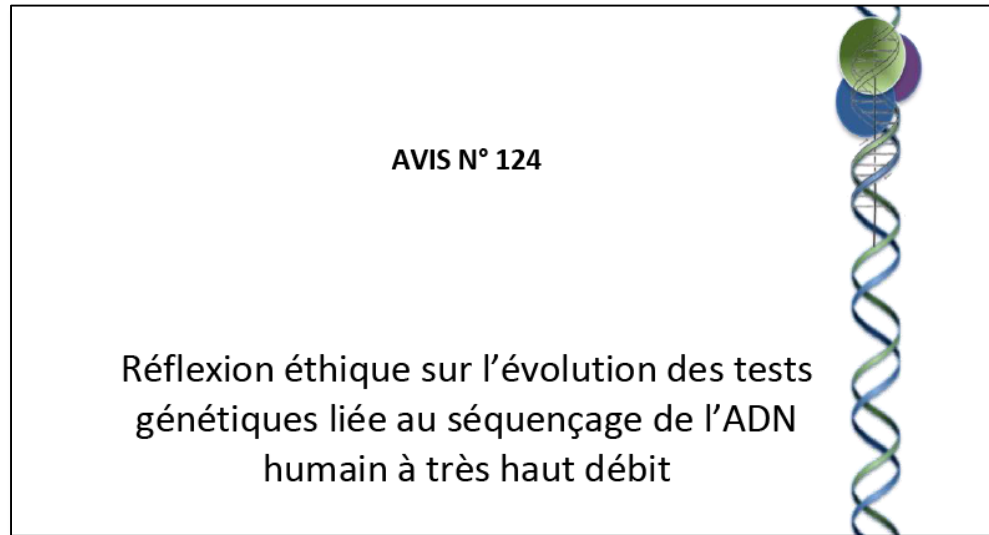 AVIS N° 124
Réflexion éthique sur l’évolution des tests
génétiques liée au séquençage de l’ADN
humain à très haut débit